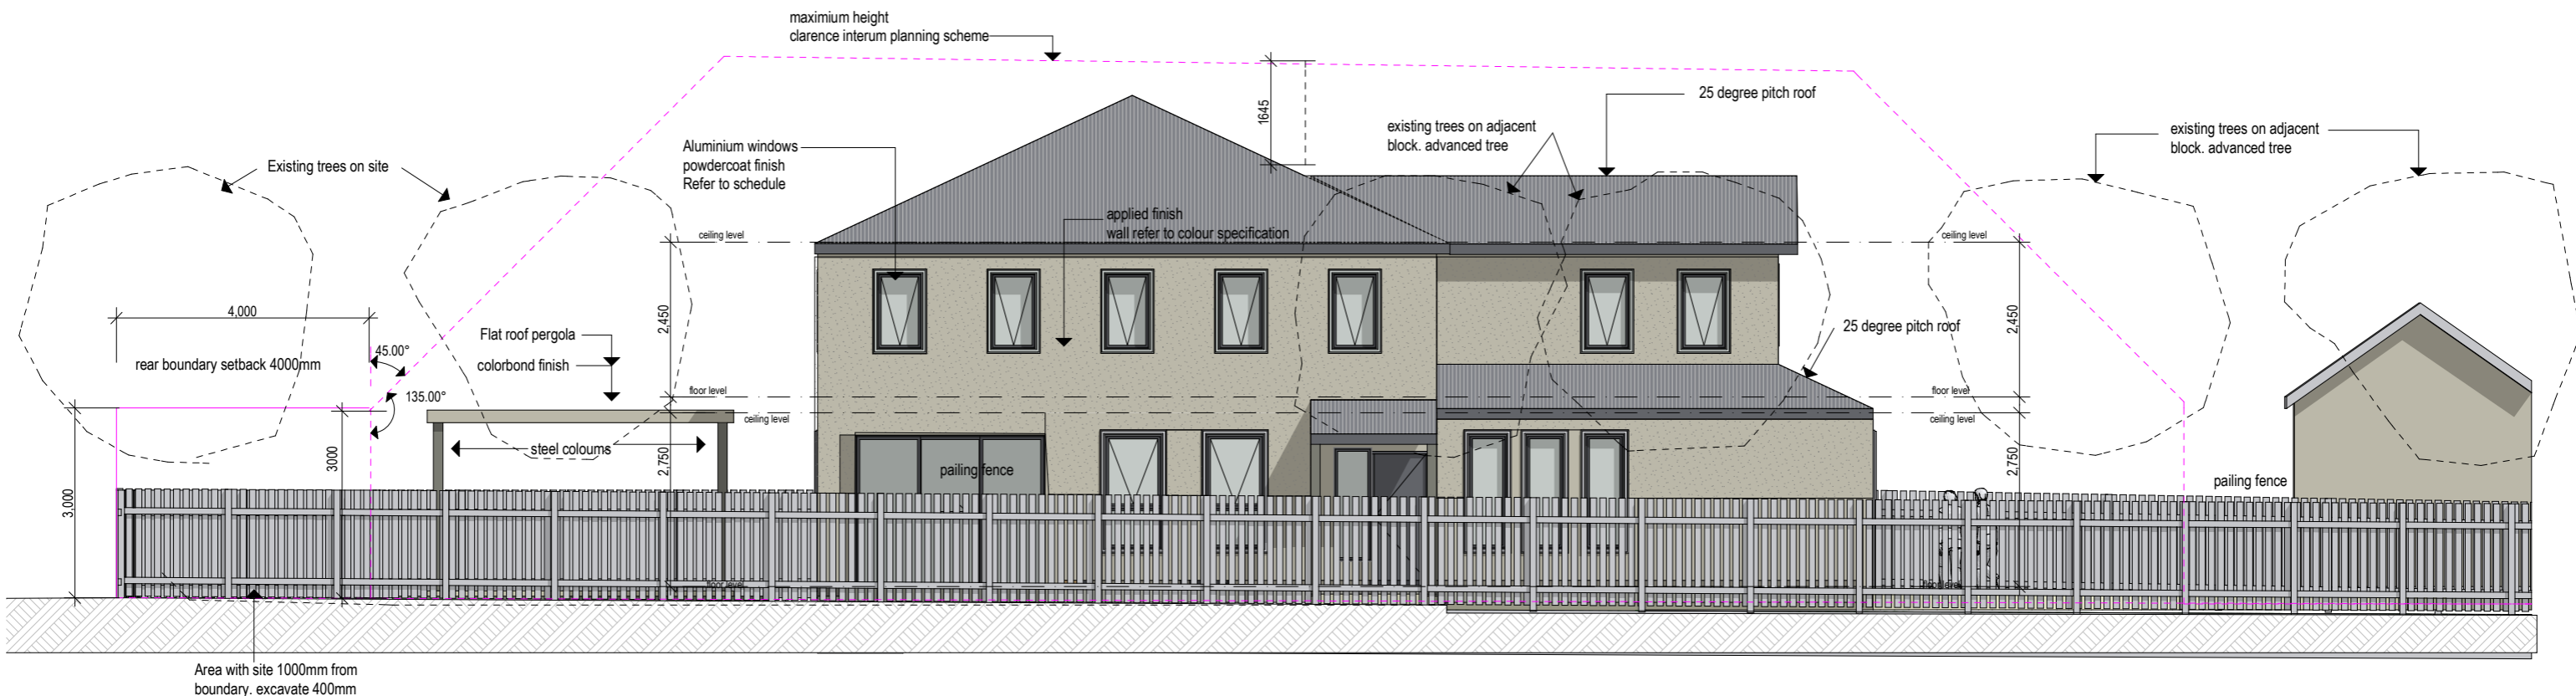 maximum height
clarence interum planning scheme
25 degree pitch roof
1645
existing trees on adjacent
block. advanced tree
existing trees on adjacent
block. advanced tree
Aluminium windows
powdercoat finish
Refer to schedule
Existing trees on site
applied finish
wall refer to colour specification
ceiling level
ceiling level
4,000
2,450
2,450
Flat roof pergola
colorbond finish
25 degree pitch roof
45.00°
rear boundary setback 4000mm
135.00°
floor level
floor level
ceiling level
ceiling level
steel coloums
3000
2,750
2,750
pailing fence
pailing fence
3,000
floor level
floor level
Area with site 1000mm from
boundary. excavate 400mm